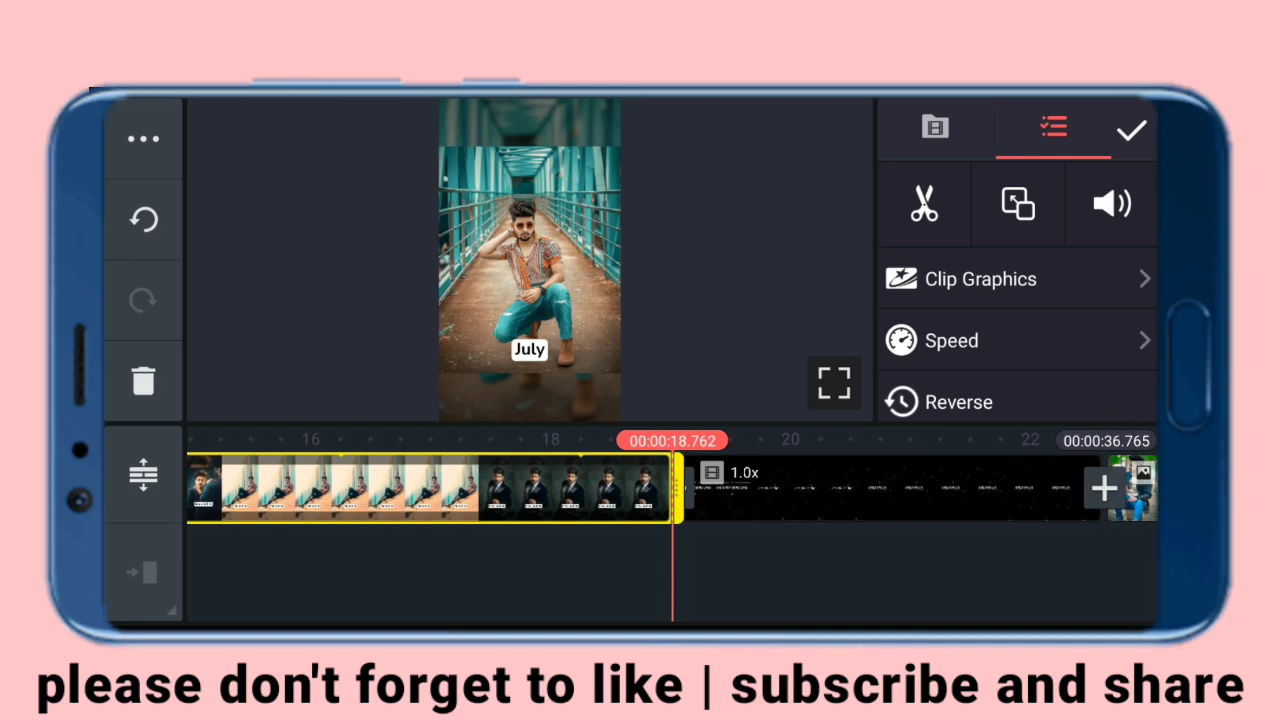 July
Clip Graphics
Speed
Reverse
16
18
00:00:18.762
20
22
00:00:36.765
1.0x
please don't forget to like | subscribe and share